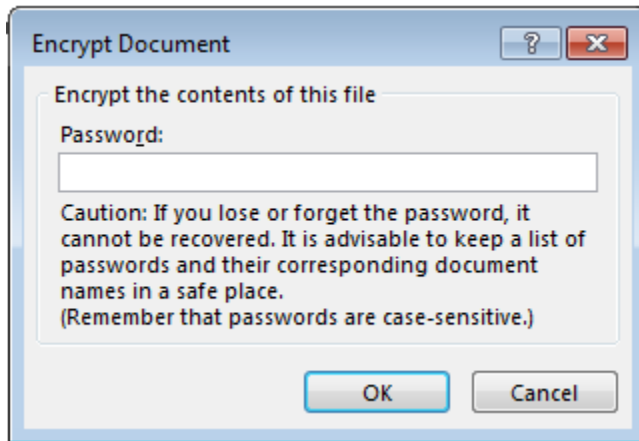 Encrypt Document
Encrypt the contents of this file
Password:
Caution: If you lose or forget the password, it
cannot be recovered. It is advisable to keep a list of
passwords and their corresponding document
names in a safe place.
(Remember that passwords are case-sensitive.)
OK
Cancel